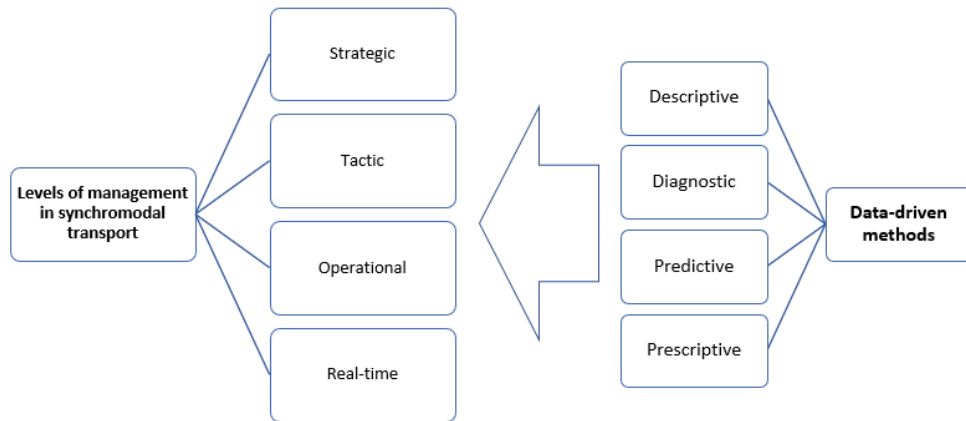 Levels of management
in synchromodal
transport
Strategic
Tactic
Operational
Real-time
Descriptive
Diagnostic
Predictive
Prescriptive
Data-driven
methods